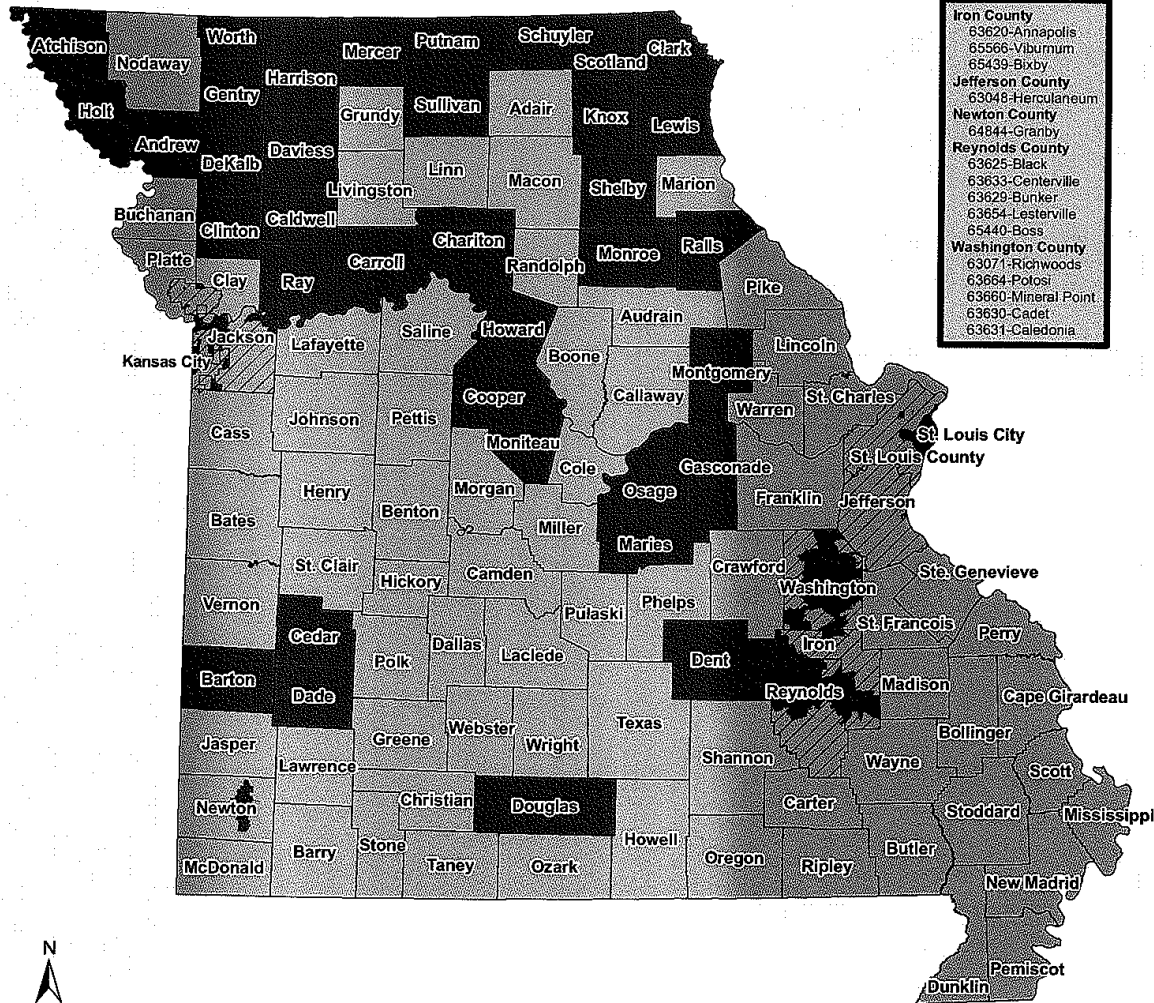 Iron County
63620-Annapolis
65566-Viburnum
65439-Bixby
Jefferson County
63048-Herculaneum
Newton County
64844-Granby
Reynolds County
63625-Black
63633-Centerville
63629-Bunker
63654-Lesterville
65440-Boss
Washington County
63071-Richwoods
63664-Potosi
63660-Mineral Point
63630-Cadet
63631-Caledonia
Atchison
Nodaway
Worth
Mercer
Putnam
Schuyler
Scotland
Clark
Harrison
Gentry
Holt
Grundy
Sullivan
Adair
Knox
Lewis
Andrew
DeKalb
Daviess
Linn
Macon
Livingston
Shelby
Marion
Buchanan
Clinton
Caldwell
Chariton
Platte
Clay
Ray
Carroll
Randolph
Monroe
Ralls
Pike
Jackson
Lafayette
Saline
Howard
Audrain
Boone
Lincoln
Kansas City
Montgomery
Callaway
Cooper
Warren
St. Charles
Cass
Johnson
Pettis
Moniteau
St. Louis City
St. Louis County
Cole
Gasconade
Henry
Morgan
Osage
Franklin
Jefferson
Bates
Benton
Miller
Maries
St. Clair
Hickory
Camden
Crawford
Washington
Ste. Genevieve
Vernon
Pulaski
Phelps
St. Francois
Perry
Cedar
Dallas
Iron
Polk
Laclede
Dent
Barton
Dade
Reynolds
Madison
Cape Girardeau
Jasper
Greene
Webster
Wright
Texas
Bollinger
Lawrence
Shannon
Wayne
Scott
Newton
Christian
Douglas
Carter
Stoddard
Mississippi
McDonald
Barry
Stone
Taney
Ozark
Howell
Oregon
Ripley
Butler
New Madrid
N
Pemiscot
Dunklin